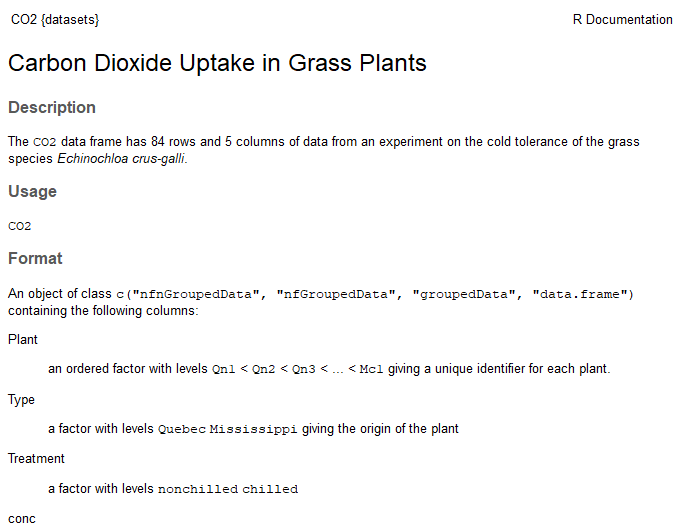 CO2 {datasets}
R Documentation
Carbon Dioxide Uptake in Grass Plants
Description
The CO2 data frame has 84 rows and 5 columns of data from an experiment on the cold tolerance of the grass
species Echinochloa crus-galli.
Usage
CO2
Format
An object of class c("nfnGroupedData", "nfGroupedData", "groupedData", "data.frame")
containing the following columns:
Plant
an ordered factor with levels Qn1 < Qn2 < Qn3 < ... < Mc1 giving a unique identifier for each plant.
Type
a factor with levels Quebec Mississippi giving the origin of the plant
Treatment
a factor with levels nonchilled chilled
conc